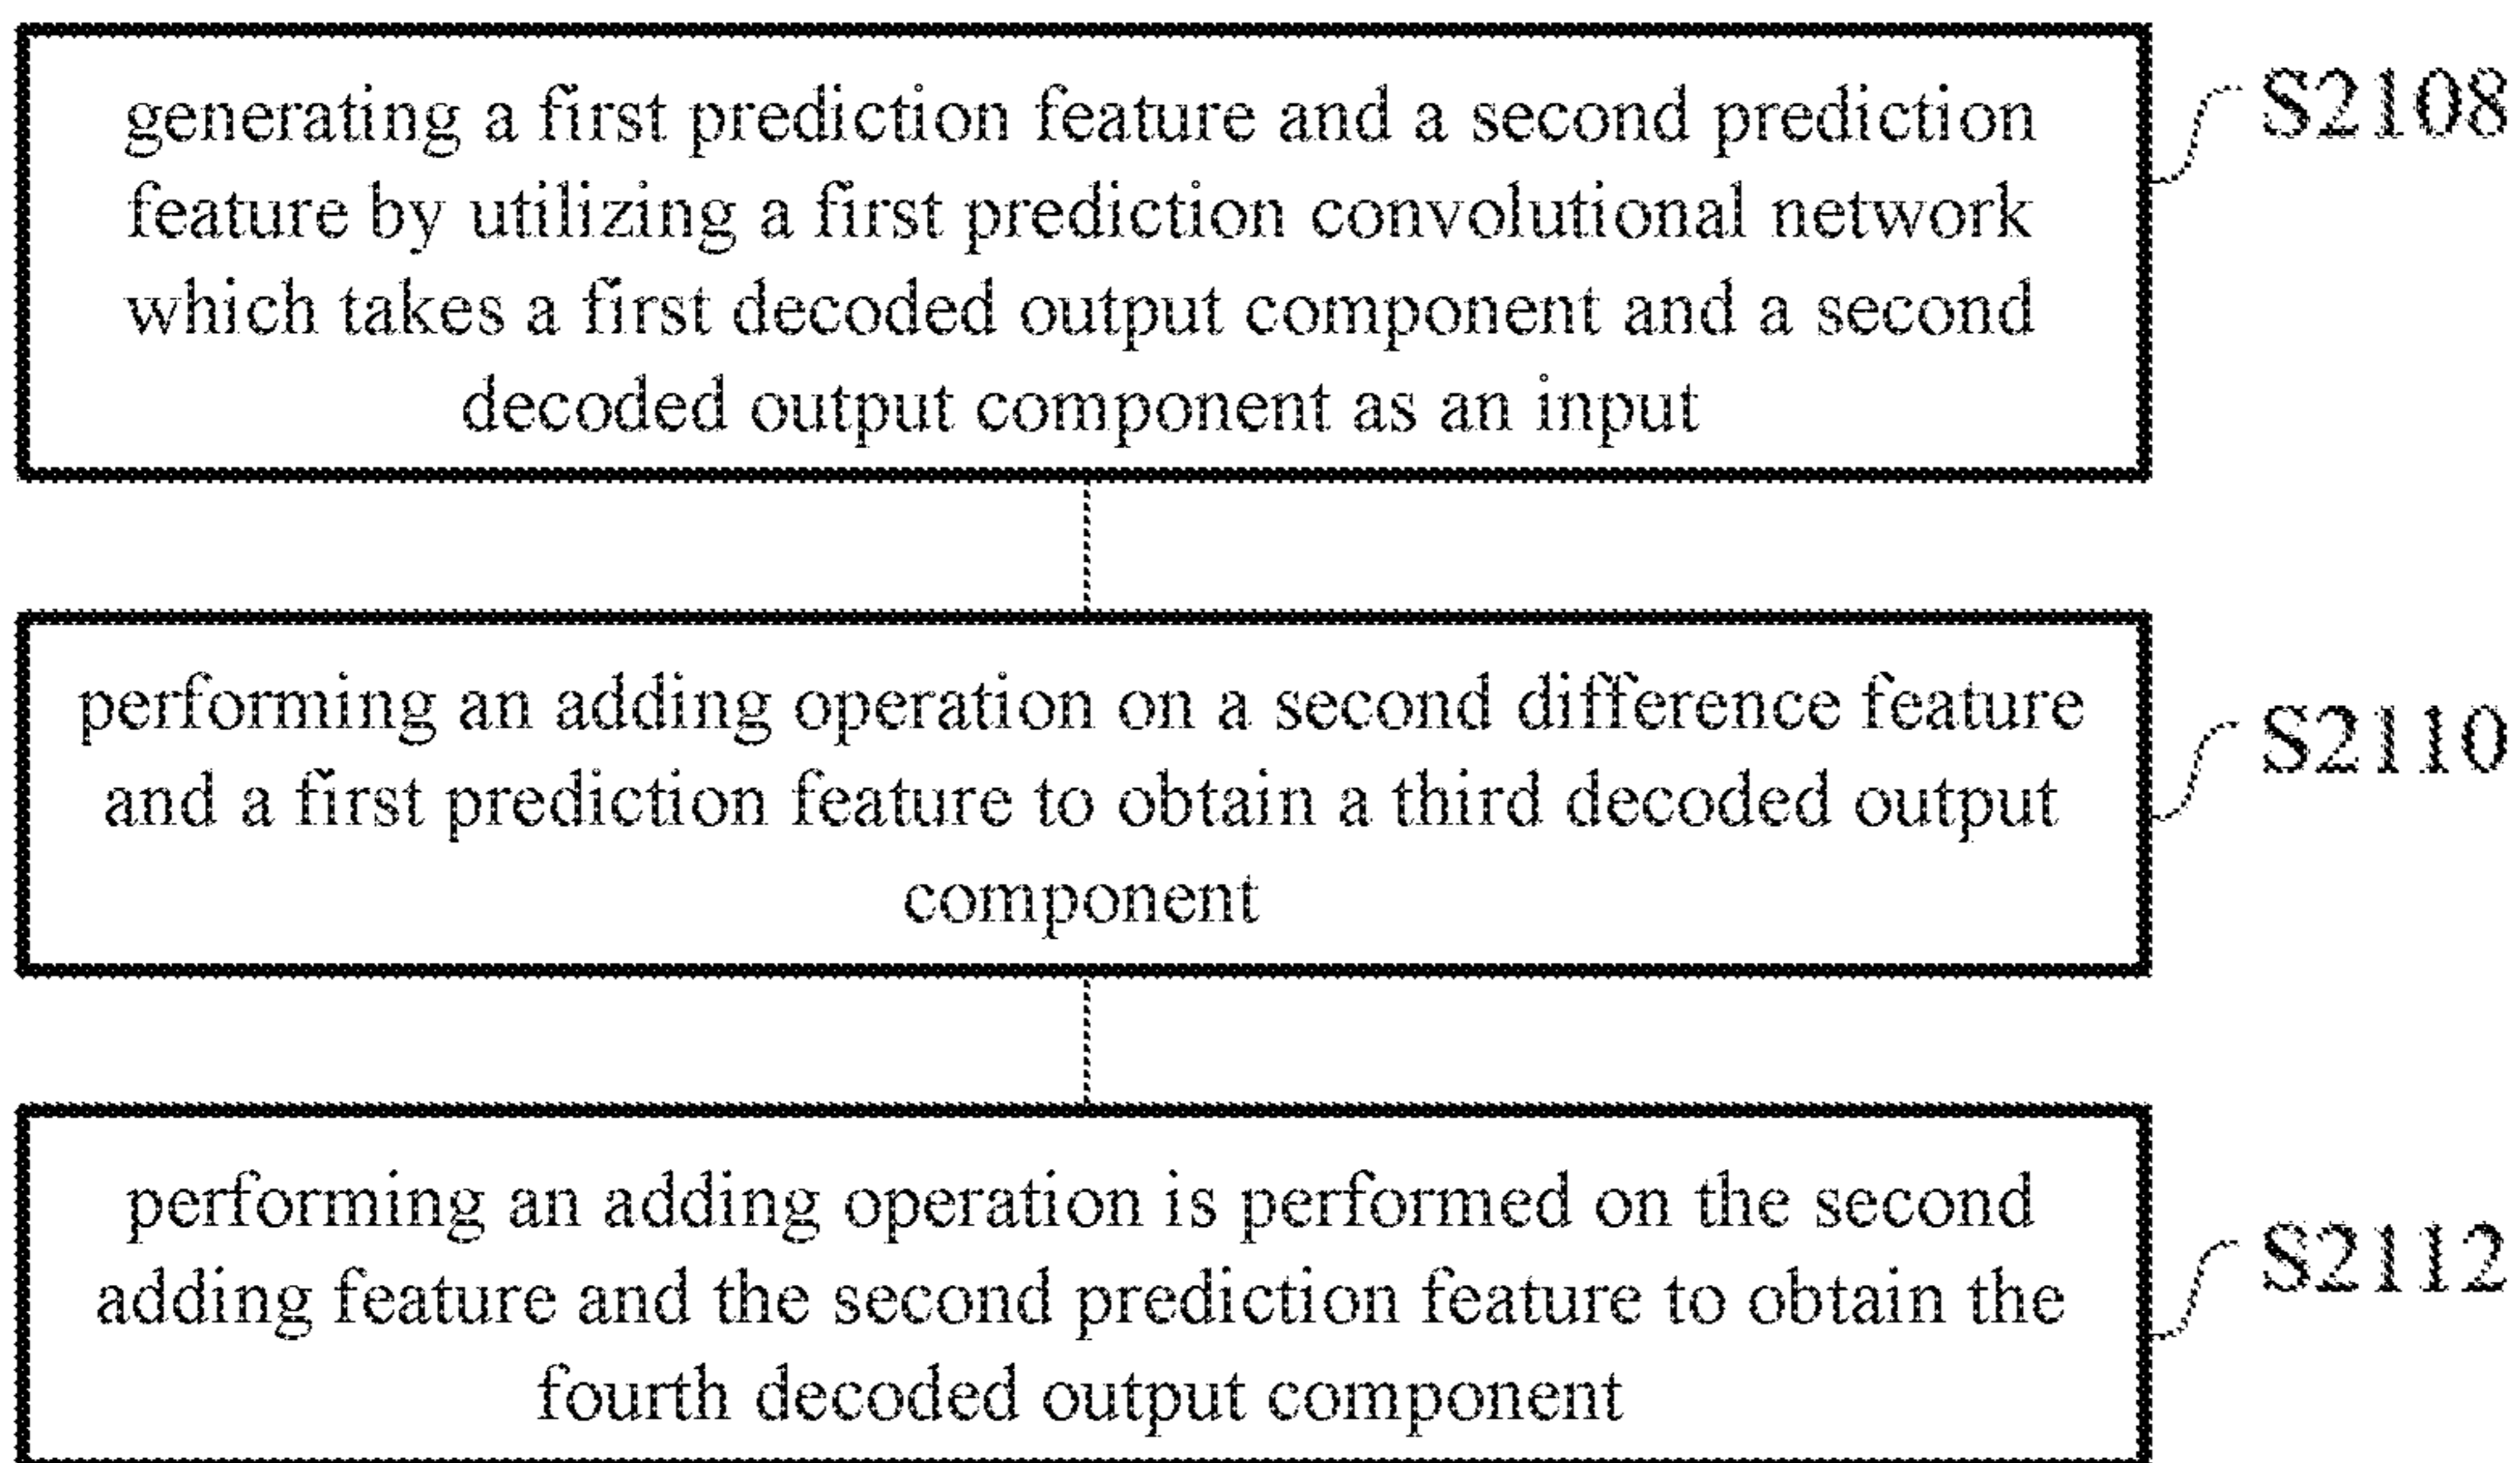 generating a first prediction feature and a second prediction
feature by utilizing a first prediction convolutional network
which takes a first decoded output component and a second
decoded output component as an input
S2108
performing an adding operation on a second difference feature
and a first prediction feature to obtain a third decoded output
component
S2110
performing an adding operation is performed on the second
adding feature and the second prediction feature to obtain the
fourth decoded output component
S2112